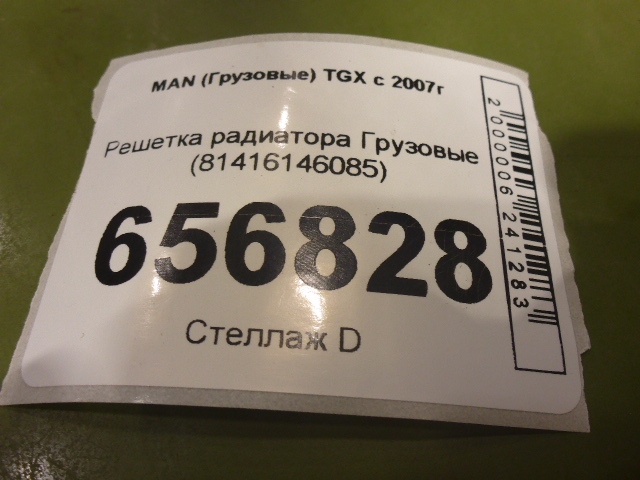 MAN (Грузовые) TGX с 2007г
Решетка радиатора Грузовые
(81416146085)
656828
Стеллаж D
2000006241283